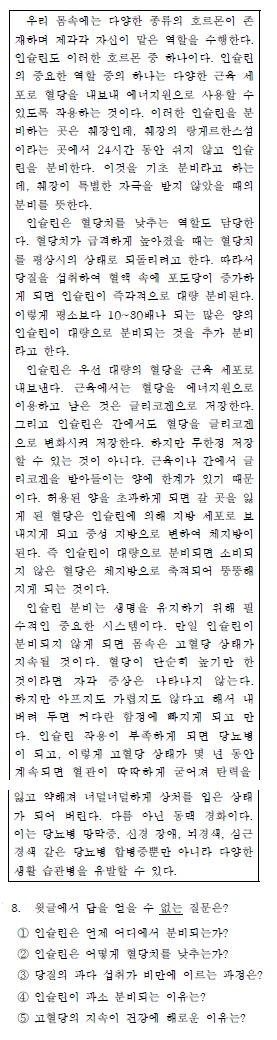 우리 몸속에는 다양한 종류의 호르몬이 존
재하며 제각각 자신이 맡은 역할을 수행한다.
인슐린도 이러한 호르몬 중 하나이다. 인슐린
의 중요한 역할 중의 하나는 다양한 근육 세
포로 혈당을 내보내 에너지원으로 사용할 수
있도록 작용하는 것이다. 이러한 인슐린을 분
비하는 곳은 췌장인데, 췌장의 랑게르한스섬
이라는 곳에서 24시간 동안 쉬지 않고 인슐
린을 분비한다. 이것을 기초 분비라고 하는
데, 췌장이 특별한 자극을 받지 않았을 때의
분비를 뜻한다.
인슐린은 혈당치를 낮추는 역할도 담당한
다. 혈당치가 급격하게 높아졌을 때는 혈당치
를 평상시의 상태로 되돌리려고 한다. 따라서
당질을 섭취하여 혈액 속에 포도당이 증가하
게 되면 인슐린이 즉각적으로 대량 분비된다.
이렇게 평소보다 10~30배나 되는 많은 양의
인슐린이 대량으로 분비되는 것을 추가 분비
라고 한다.
인슐린은 우선 대량의 혈당을 근육 세포로
내보낸다. 근육에서는 혈당을 에너지원으로
이용하고 남은 것은 글리코겐으로 저장한다.
그리고 인슐린은 간에서도 혈당을 글리코겐
으로 변화시켜 저장한다. 하지만 무한정 저장
할 수 있는 것이 아니다. 근육이나 간에서 글
리코겐을 받아들이는 양에 한계가 있기 때문
이다. 허용된 양을 초과하게 되면 갈 곳을 잃
게 된 혈당은 인슐린에 의해 지방 세포로 보
내지게 되고 중성 지방으로 변하여 체지방이
된다. 즉 인슐린이 대량으로 분비되면 소비되
지 않은 혈당은 체지방으로 축적되어 뚱뚱해
지게 되는 것이다.
인슐린 분비는 생명을 유지하기 위해 필
수적인 중요한 시스템이다. 만일 인슐린이
분비되지 않게 되면 몸속은 고혈당 상태가
지속될 것이다. 혈당이 단순히 높기만 한
것이라면 자각 증상은 나타나지 않는다.
하지만 아프지도 가렵지도 않다고 해서 내
버려 두면 커다란 함정에 빠지게 되고 만
다. 인슐린 작용이 부족하게 되면 당뇨병
이 되고, 이렇게 고혈당 상태가 몇 년 동안
계속되면 혈관이 딱딱하게 굳어져 탄력을
잃고 약해져 너덜너덜하게 상처를 입은 상태
가 되어 버린다. 다름 아닌 동맥 경화이다.
이는 당뇨병 망막증, 신경 장애, 뇌경색, 심근
경색 같은 당뇨병 합병증뿐만 아니라 다양한
생활 습관병을 유발할 수 있다.
8. 윗글에서 답을 얻을 수 없는 질문은?
① 인슐린은 언제 어디에서 분비되는가?
② 인슐린은 어떻게 혈당치를 낮추는가?
③ 당질의 과다 섭취가 비만에 이르는 과정은?
④ 인슐린이 과소 분비되는 이유는?
⑤ 고혈당의 지속이 건강에 해로운 이유는?